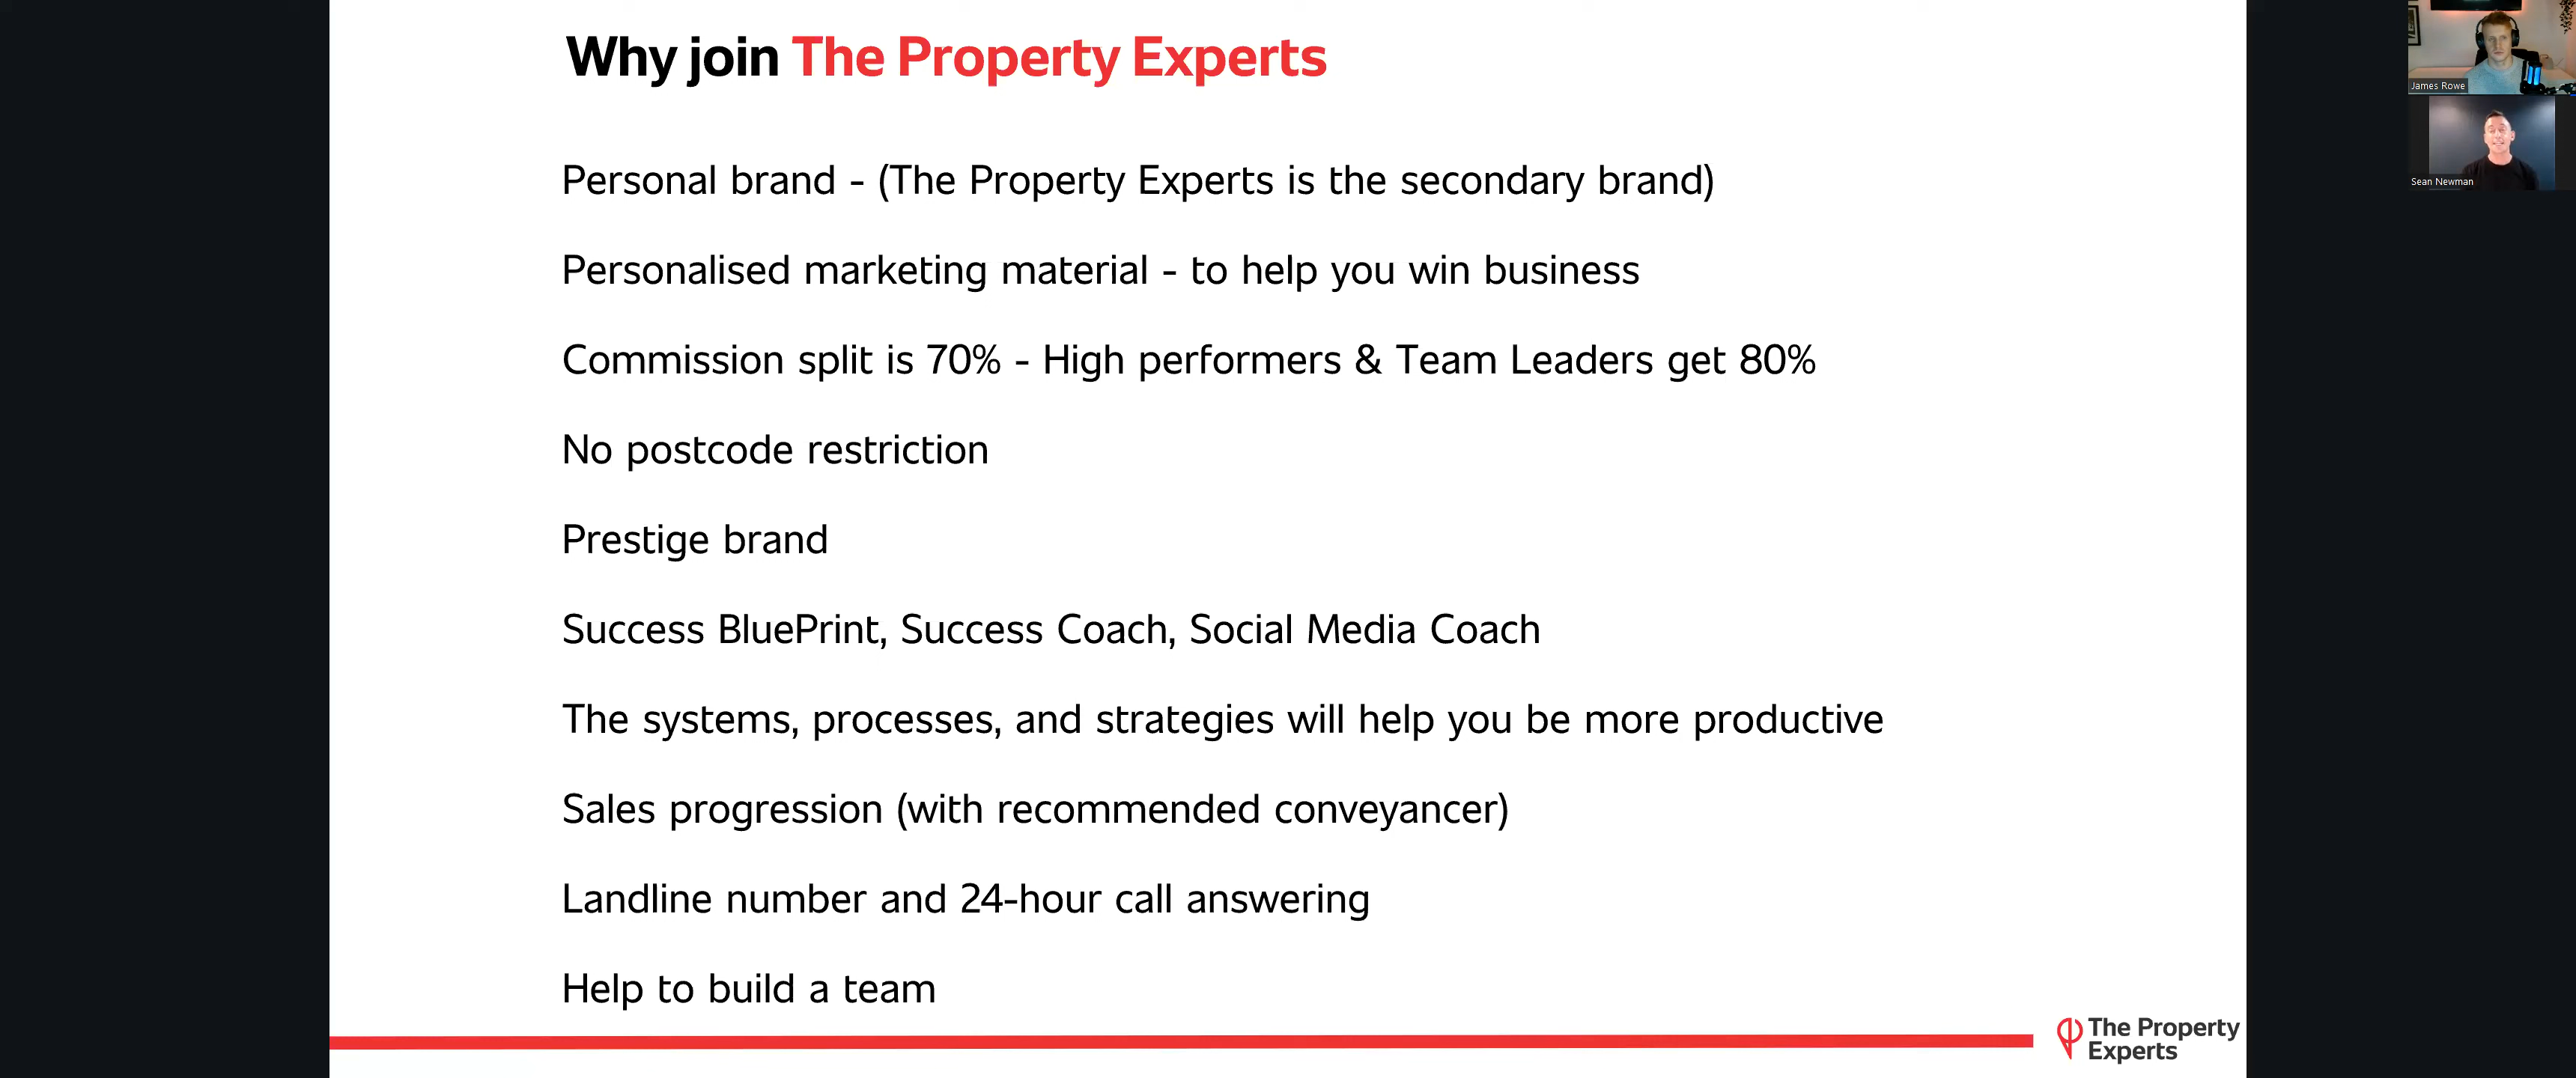 Why join The Property Experts
James Rowe
Sean Newman
Personal brand - (The Property Experts is the secondary brand)
Personalised marketing material - to help you win business
Commission split is 70% - High performers & Team Leaders get 80%
No postcode restriction
Prestige brand
Success BluePrint, Success Coach, Social Media Coach
The systems, processes, and strategies will help you be more productive
Sales progression (with recommended conveyancer)
Landline number and 24-hour call answering
Help to build a team
The Property
Experts